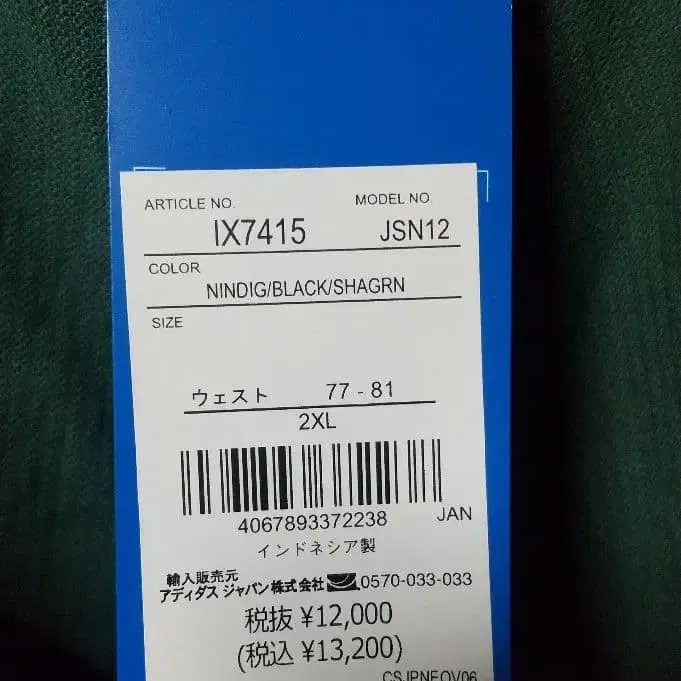 ARTICLE NO. MODEL NO.
IX7415 JSN12
COLOR
NINDIG/BLACK/SHAGRN
SIZE
ウェスト 77 - 81
2XL
4067893372238 JAN
インドネシア製
輸入販売元
アディダス ジャパン株式会社 0570-033-033
税抜 ¥12,000
(税込 ¥13,200)
CSJPNEOV06